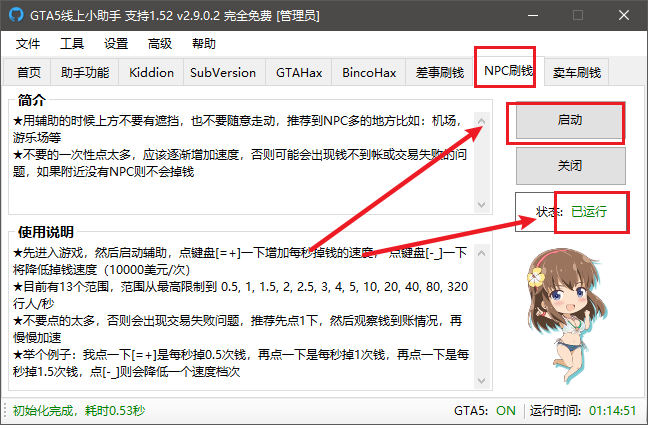 GTA5线上小助手 支持1.52 v2.9.0.2 完全免费 [管理员]
文件 工具 设置 高级 帮助
首页 助手功能 Kiddion SubVersion GTAHax BincoHax 差事刷钱 NPC刷钱 卖车刷钱
简介
★用辅助的时候上方不要有遮挡，也不要随意走动，推荐到NPC多的地方比如：机场，
游乐场等
★不要的一次性点太多，应该逐渐增加速度，否则可能会出现钱不到帐或交易失败的问
题，如果附近没有NPC则不会掉钱
启动
关闭
状态: 已运行
使用说明
★先进入游戏，然后启动辅助，点键盘[=+]一下增加每秒掉钱的速度， 点键盘[-_]一下
将降低掉钱速度（10000美元/次）
★目前有13个范围，范围从最高限制到 0.5, 1, 1.5, 2, 2.5, 3, 4, 5, 10, 20, 40, 80, 320
行人/秒
★不要点的太多，否则会出现交易失败问题，推荐先点1下，然后观察钱到账情况，再
慢慢加速
★举个例子：我点一下[=+]是每秒掉0.5次钱，再点一下是每秒掉1次钱，再点一下是每
秒掉1.5次钱，点[-_]则会降低一个速度档次
初始化完成，耗时0.53秒 GTA5: ON 运行时间: 01:14:51